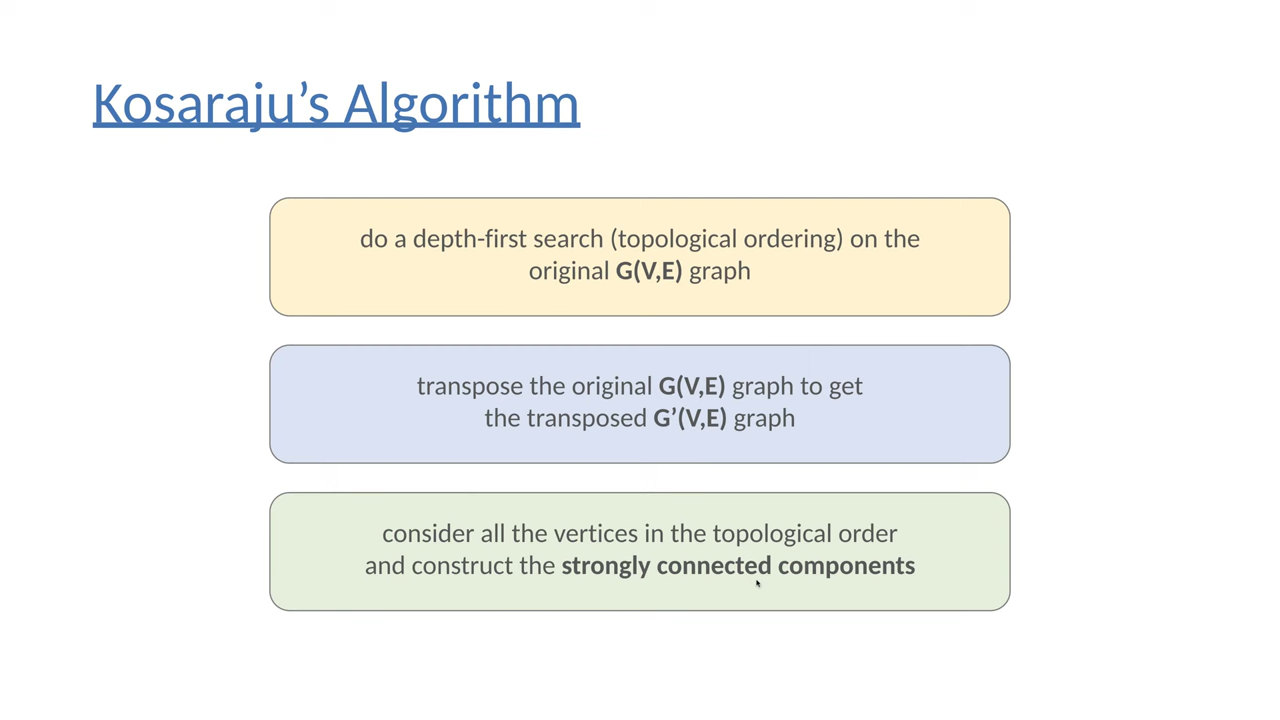 Kosaraju’s Algorithm
do a depth-first search (topological ordering) on the
original G(V,E) graph
transpose the original G(V,E) graph to get
the transposed G’(V,E) graph
consider all the vertices in the topological order
and construct the strongly connected components